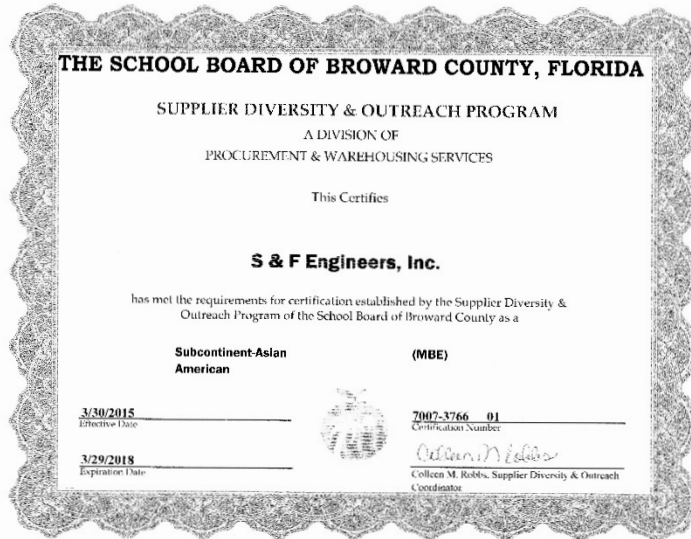 THE SCHOOL BOARD OF BROWARD COUNTY, FLORIDA
SUPPLIER DIVERSITY & OUTREACH PROGRAM
A DIVISION OF
PROCUREMENT & WAREHOUSING SERVICES
This Certifies
S & F Engineers, Inc.
has met the requirements for certification established by the Supplier Diversity &
Outreach Program of the School Board of Broward County as a
Subcontinent-Asian (MBE)
American
3/30/2015 7007-3766 01
Effective Date Certification Number
3/29/2018
Expiration Date Colleen M. Robbs, Supplier Diversity & Outreach
Coordinator